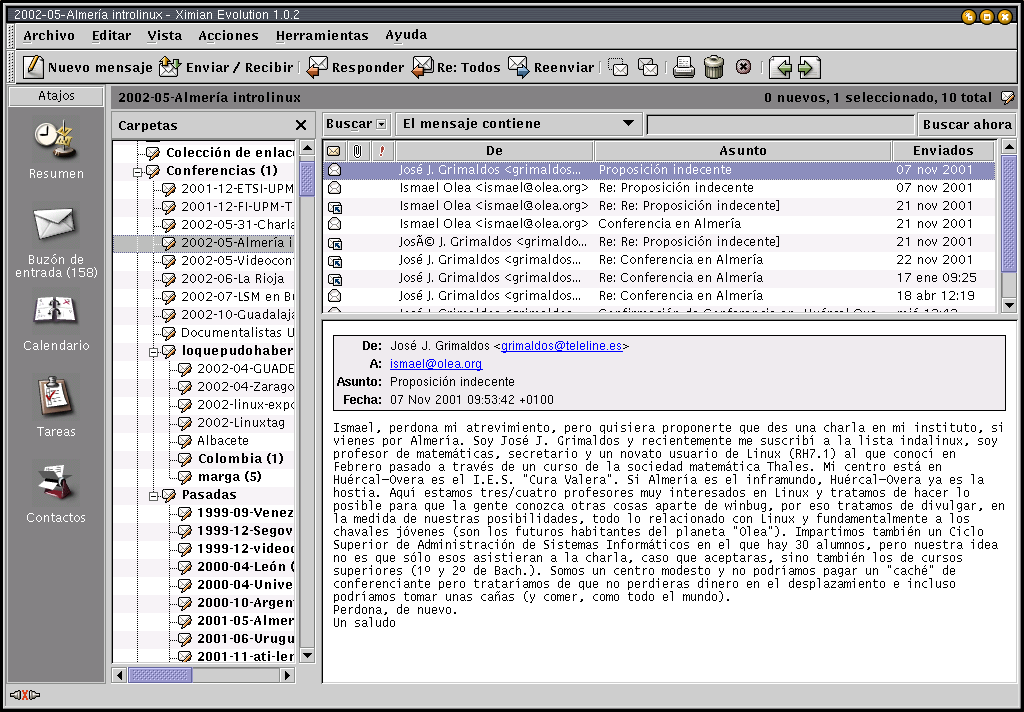 2002-05-Almería introlinux - Ximian Evolution 1.0.2
Archivo Editar Vista Acciones Herramientas Ayuda
Nuevo mensaje Enviar / Recibir Responder Re: Todos Reenviar
Atajos
2002-05-Almería introlinux 0 nuevos, 1 seleccionado, 10 total
Resumen
Buzón de
entrada (158)
Calendario
Tareas
Contactos
Carpetas
Colección de enlac
Conferencias (1)
2001-12-ETSI-UPM
2001-12-FI-UPM-T
2002-05-31-Charla
2002-05-Almería i
2002-05-Videocon
2002-06-La Rioja
2002-07-LSM en Bu
2002-10-Guadalaja
Documentalistas U
loquepudohaber
2002-04-GUADE
2002-04-Zarago
2002-linux-expo
2002-Linuxtag
Albacete
Colombia (1)
marga (5)
Pasadas
1999-09-Venez
1999-12-Segov
1999-12-videoc
2000-04-León (
2000-04-Unive
2000-10-Argen
2001-05-Almer
2001-06-Urugu
2001-11-ati-ler
Buscar El mensaje contiene Buscar ahora
! De Asunto Enviados
José J. Grimaldos <grimaldos... Proposición indecente 07 nov 2001
Ismael Olea <ismael@olea.org> Re: Proposición indecente 07 nov 2001
Ismael Olea <ismael@olea.org> Re: Re: Proposición indecente] 21 nov 2001
Ismael Olea <ismael@olea.org> Conferencia en Almería 21 nov 2001
JosÃ© J. Grimaldos <grimaldo... Re: Re: Proposición indecente] 21 nov 2001
José J. Grimaldos <grimaldos... Re: Conferencia en Almería 22 nov 2001
José J. Grimaldos <grimaldos... Re: Conferencia en Almería 17 ene 09:25
José J. Grimaldos <grimaldos... Re: Conferencia en Almería 18 abr 12:19
De: José J. Grimaldos <grimaldos@teleline.es>
A: ismael@olea.org
Asunto: Proposición indecente
Fecha: 07 Nov 2001 09:53:42 +0100
Ismael, perdona mi atrevimiento, pero quisiera proponerte que des una charla en mi instituto, si
vienes por Almería. Soy José J. Grimaldos y recientemente me suscribí a la lista indalinux, soy
profesor de matemáticas, secretario y un novato usuario de Linux (RH7.1) al que conocí en
Febrero pasado a través de un curso de la sociedad matemática Thales. Mi centro está en
Huércal-Overa es el I.E.S. "Cura Valera". Si Almería es el inframundo, Huércal-Overa ya es la
hostia. Aquí estamos tres/cuatro profesores muy interesados en Linux y tratamos de hacer lo
posible para que la gente conozca otras cosas aparte de winbug, por eso tratamos de divulgar, en
la medida de nuestras posibilidades, todo lo relacionado con Linux y fundamentalmente a los
chavales jóvenes (son los futuros habitantes del planeta "Olea"). Impartimos también un Ciclo
Superior de Administración de Sistemas Informáticos en el que hay 30 alumnos, pero nuestra idea
no es que sólo esos asistieran a la charla, caso que aceptaras, sino también los de cursos
superiores (1º y 2º de Bach.). Somos un centro modesto y no podríamos pagar un "caché" de
conferenciante pero trataríamos de que no perdieras dinero en el desplazamiento e incluso
podríamos tomar unas cañas (y comer, como todo el mundo).
Perdona, de nuevo.
Un saludo